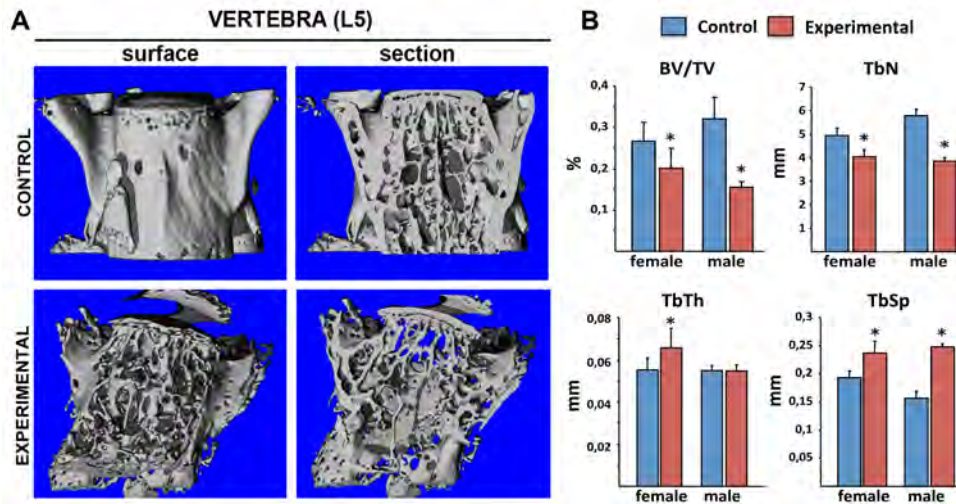 A
VERTEBRA (L5)
surface
section
CONTROL
EXPERIMENTAL
B
Control
Experimental
BV/TV
%
0,4
0,3
0,2
0,1
*
*
female
male
TbN
mm
7
6
5
4
3
2
1
*
*
female
male
TbTh
mm
0,08
0,06
0,04
0,02
*
female
male
TbSp
mm
0,3
0,25
0,2
0,15
0,1
0,05
*
*
female
male